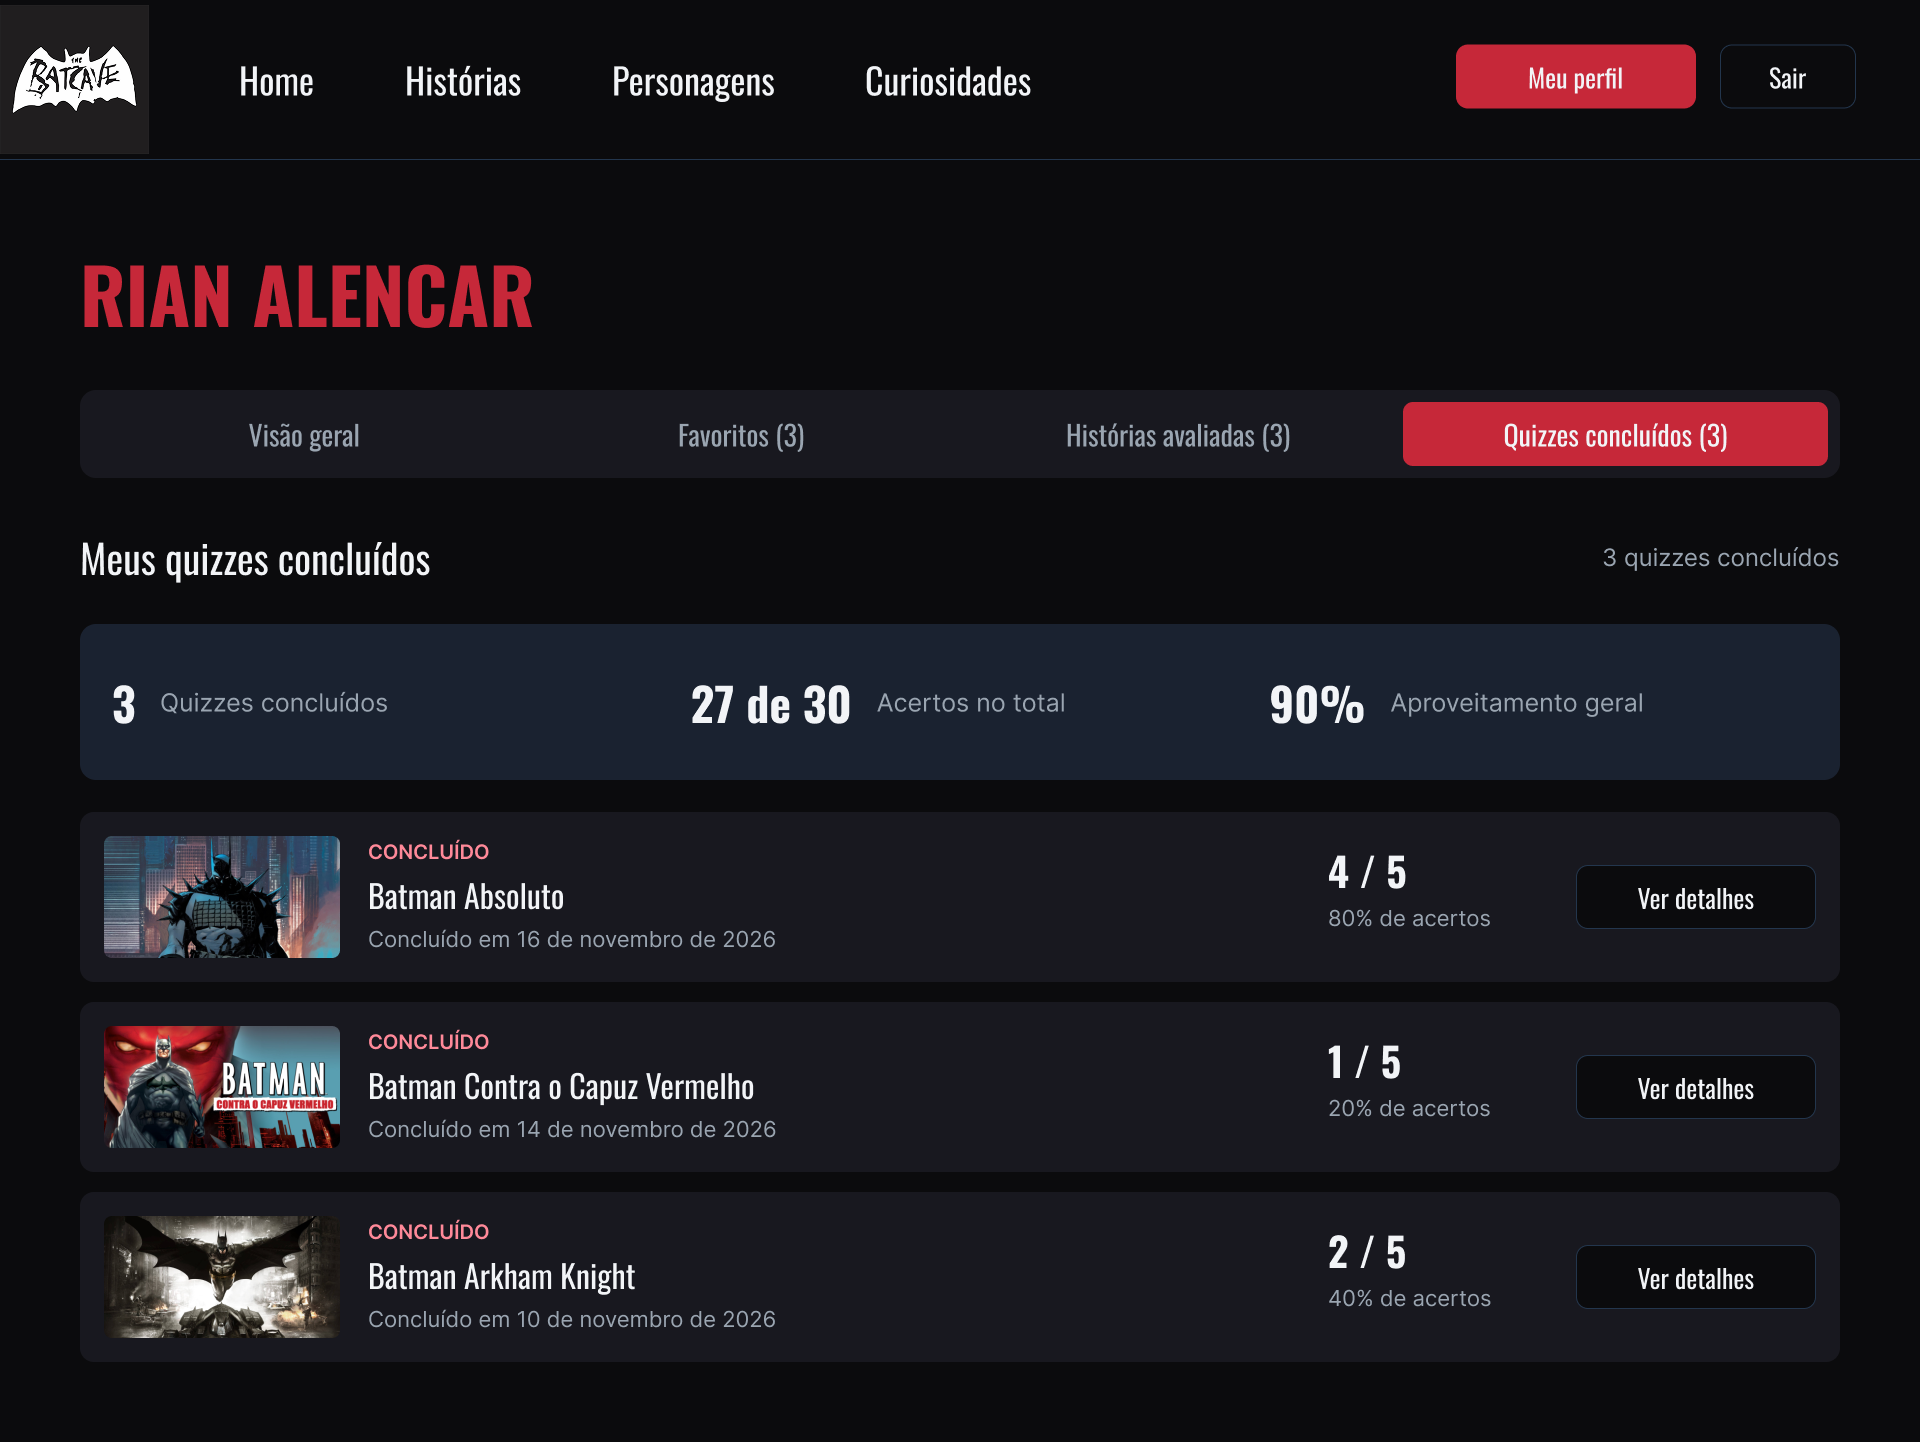 THE
BATCAVE
Home
Histórias
Personagens
Curiosidades
Meu perfil
Sair
RIAN ALENCAR
Visão geral
Favoritos (3)
Histórias avaliadas (3)
Quizzes concluídos (3)
Meus quizzes concluídos
3 quizzes concluídos
3 Quizzes concluídos
27 de 30 Acertos no total
90% Aproveitamento geral
CONCLUÍDO
Batman Absoluto
Concluído em 16 de novembro de 2026
4 / 5
80% de acertos
Ver detalhes
BATMAN
CONTRA O CAPUZ VERMELHO
CONCLUÍDO
Batman Contra o Capuz Vermelho
Concluído em 14 de novembro de 2026
1 / 5
20% de acertos
Ver detalhes
CONCLUÍDO
Batman Arkham Knight
Concluído em 10 de novembro de 2026
2 / 5
40% de acertos
Ver detalhes